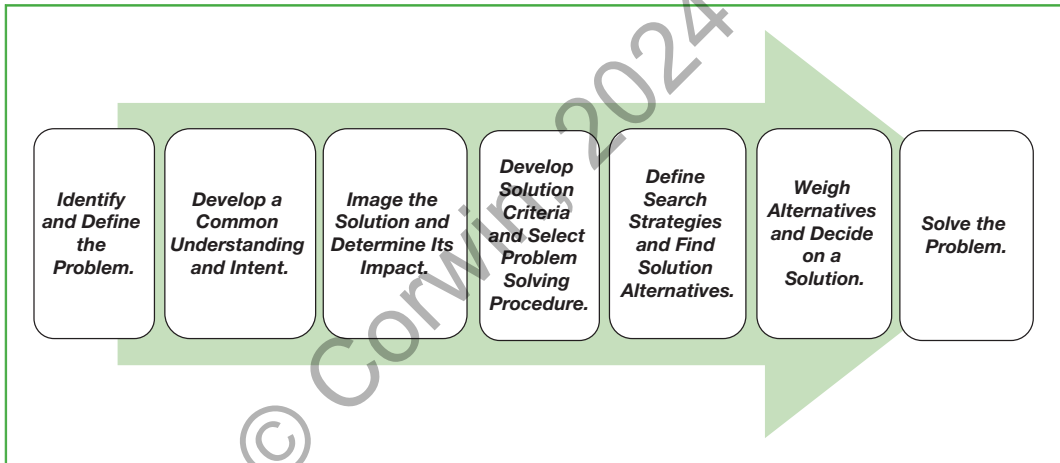 Identify
and Define
the
Problem.
Develop a
Common
Understanding
and Intent.
Image the
Solution and
Determine Its
Impact.
Develop
Solution
Criteria
and Select
Problem
Solving
Procedure.
Define
Search
Strategies
and Find
Solution
Alternatives.
Weigh
Alternatives
and Decide
on a
Solution.
Solve the
Problem.
© Corwin, 2024